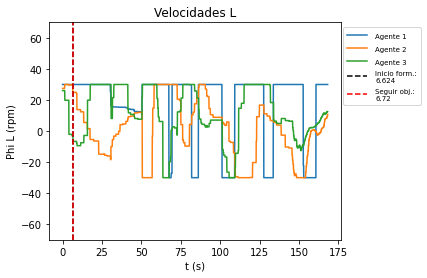 Velocidades L
Phi L (rpm)
60
40
20
0
−20
−40
−60
0
25
50
75
100
125
150
175
t (s)
Agente 1
Agente 2
Agente 3
Inicio form.:
6.624
Seguir obj.:
6.72